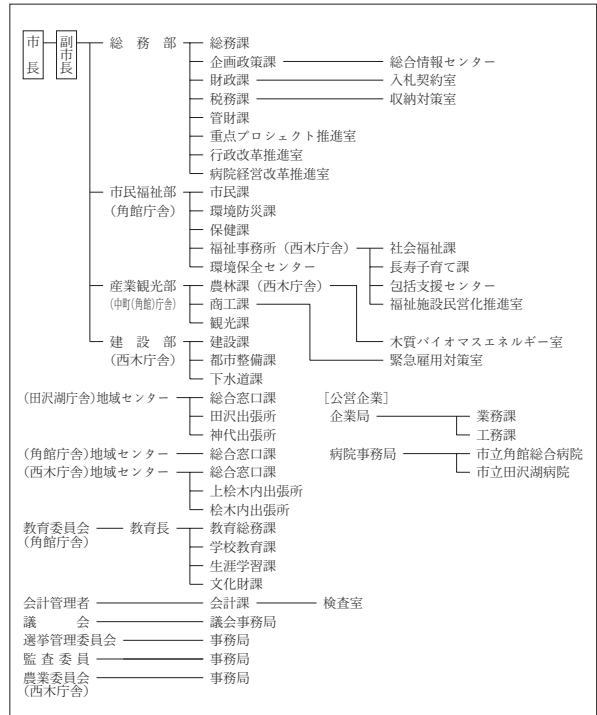 市長 副市長 総務部 総務課
企画政策課 総合情報センター
財政課 入札契約室
税務課 収納対策室
管財課
重点プロジェクト推進室
行政改革推進室
病院経営改革推進室
市民福祉部 市民課
(角館庁舎) 環境防災課
保健課
福祉事務所(西木庁舎) 社会福祉課
環境保全センター 長寿子育て課
産業観光部 農林課(西木庁舎) 包括支援センター
(中町(角館)庁舎) 商工課 福祉施設民営化推進室
観光課
建設部 建設課 木質バイオマスエネルギー室
(西木庁舎) 都市整備課 緊急雇用対策室
下水道課
(田沢湖庁舎)地域センター 総合窓口課 [公営企業]
田沢出張所 企業局 業務課
神代出張所 工務課
(角館庁舎)地域センター 総合窓口課 病院事務局 市立角館総合病院
(西木庁舎)地域センター 総合窓口課 市立田沢湖病院
上桧木内出張所
桧木内出張所
教育委員会 教育長 教育総務課
(角館庁舎) 学校教育課
生涯学習課
文化財課
会計管理者 会計課 検査室
議会 議会事務局
選挙管理委員会 事務局
監査委員 事務局
農業委員会 事務局
(西木庁舎)